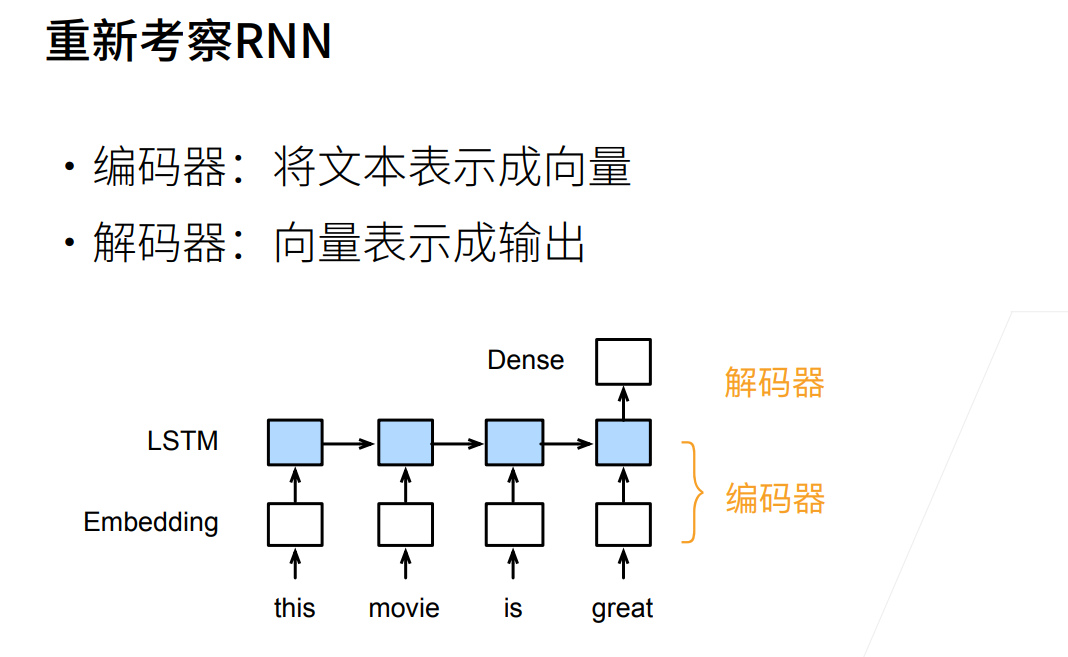 重新考察RNN
• 编码器：将文本表示成向量
• 解码器：向量表示成输出
Dense
解码器
LSTM
编码器
Embedding
this movie is great